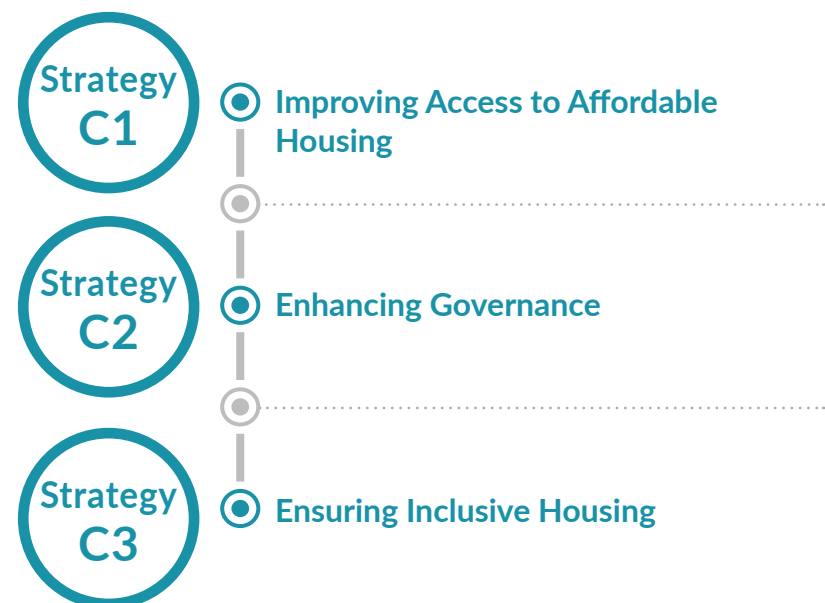 Strategy
C1
Improving Access to Affordable
Housing
Strategy
C2
Enhancing Governance
Strategy
C3
Ensuring Inclusive Housing